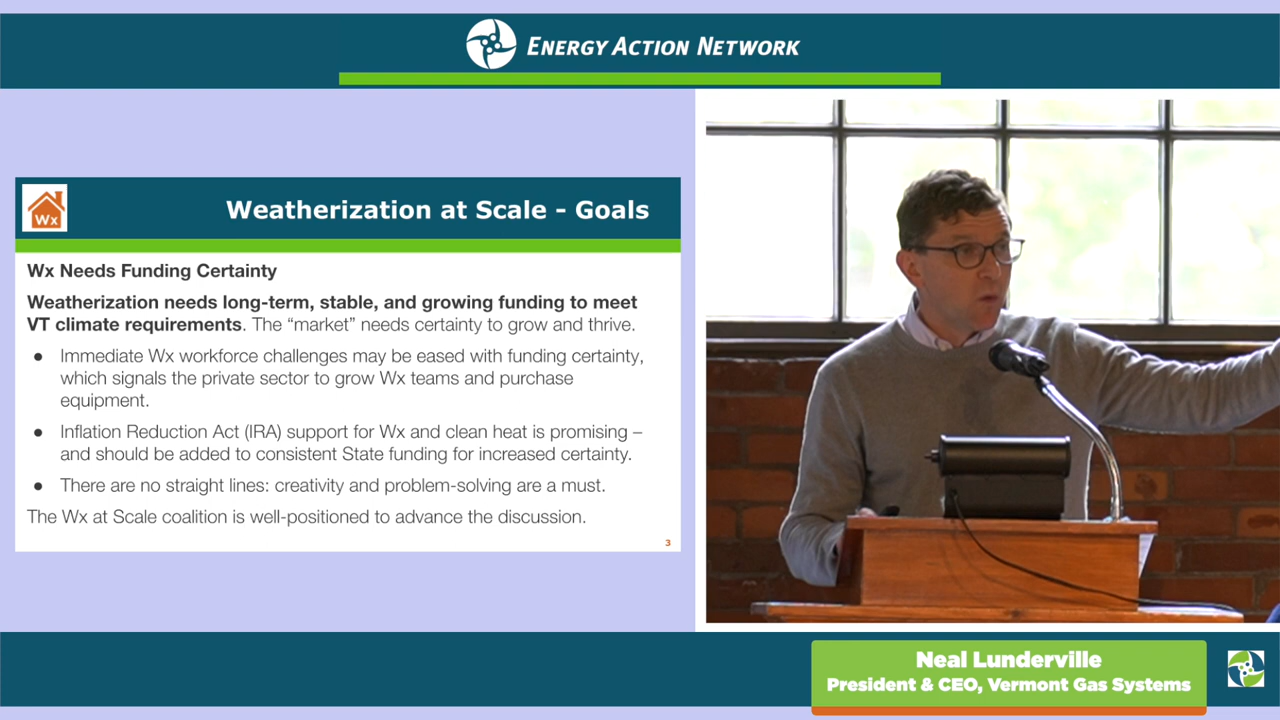 ENERGY ACTION NETWORK
Wx
Weatherization at Scale - Goals
Wx Needs Funding Certainty
Weatherization needs long-term, stable, and growing funding to meet
VT climate requirements. The “market” needs certainty to grow and thrive.
● Immediate Wx workforce challenges may be eased with funding certainty,
which signals the private sector to grow Wx teams and purchase
equipment.
● Inflation Reduction Act (IRA) support for Wx and clean heat is promising –
and should be added to consistent State funding for increased certainty.
● There are no straight lines: creativity and problem-solving are a must.
The Wx at Scale coalition is well-positioned to advance the discussion.
3
Neal Lunderville
President & CEO, Vermont Gas Systems